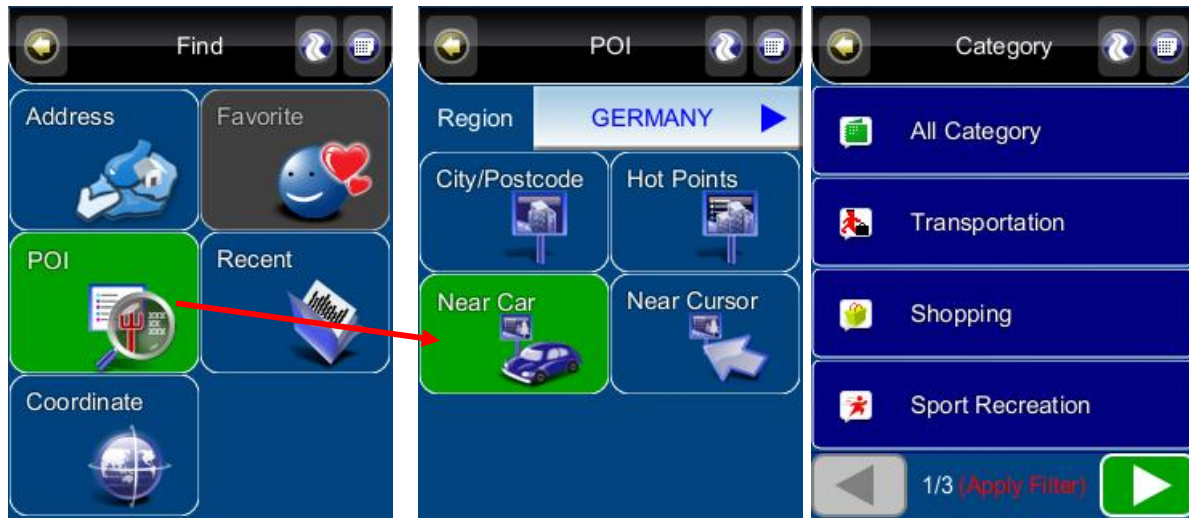 Find
Address
Favorite
POI
Recent
Coordinate
POI
Region GERMANY
City/Postcode
Hot Points
Near Car
Near Cursor
Category
All Category
Transportation
Shopping
Sport Recreation
1/3 (Apply Filter)